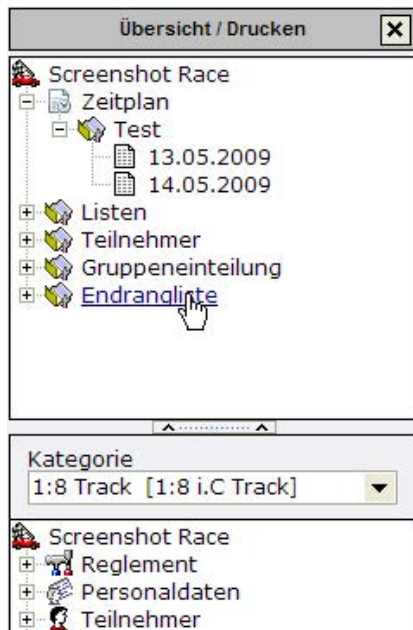 Übersicht / Drucken
Screenshot Race
Zeitplan
Test
13.05.2009
14.05.2009
Listen
Teilnehmer
Gruppeneinteilung
Endrangliste
Kategorie
1:8 Track [1:8 i.C Track]
Screenshot Race
Reglement
Personaldaten
Teilnehmer